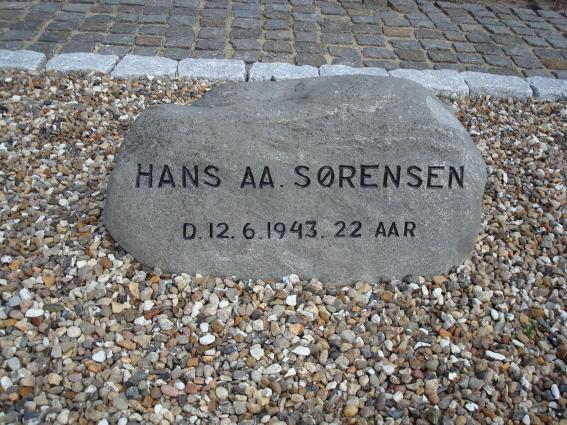 HANS AA. SØRENSEN
D. 12. 6. 1943. 22 AAR